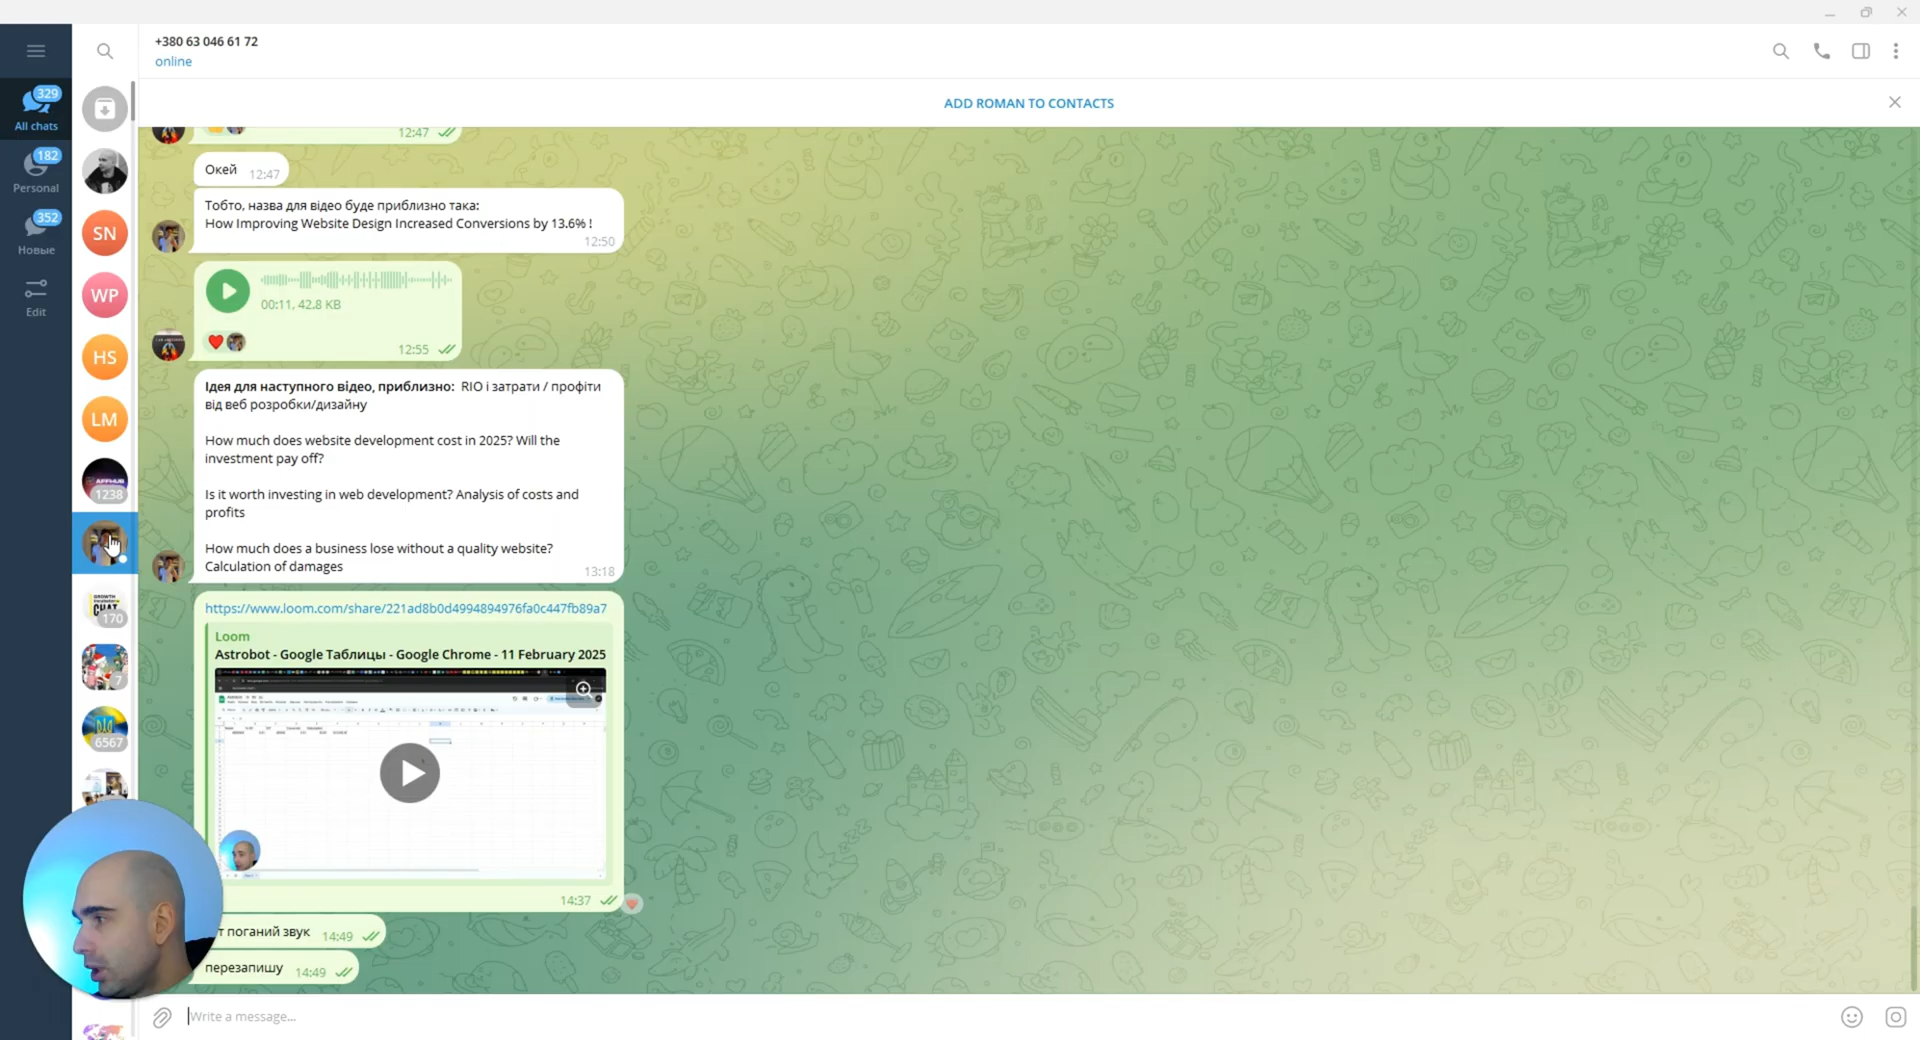 +380 63 046 61 72
online
ADD ROMAN TO CONTACTS
329
All chats
182
Personal
352
Новые
Edit
SN
WP
HS
LM
AFFHUB
1238
GROWTH
CHAT
170
7
6567
12:47
Окей 12:47
Тобто, назва для відео буде приблизно така:
How Improving Website Design Increased Conversions by 13.6% !
12:50
00:11, 42.8 KB
12:55
Ідея для наступного відео, приблизно: RIO і затрати / профіти
від веб розробки/дизайну
How much does website development cost in 2025? Will the
investment pay off?
Is it worth investing in web development? Analysis of costs and
profits
How much does a business lose without a quality website?
Calculation of damages
13:18
https://www.loom.com/share/221ad8b0d4994894976fa0c447fb89a7
Loom
Astrobot - Google Таблицы - Google Chrome - 11 February 2025
14:37
поганий звук 14:49
перезапишу 14:49
Write a message...